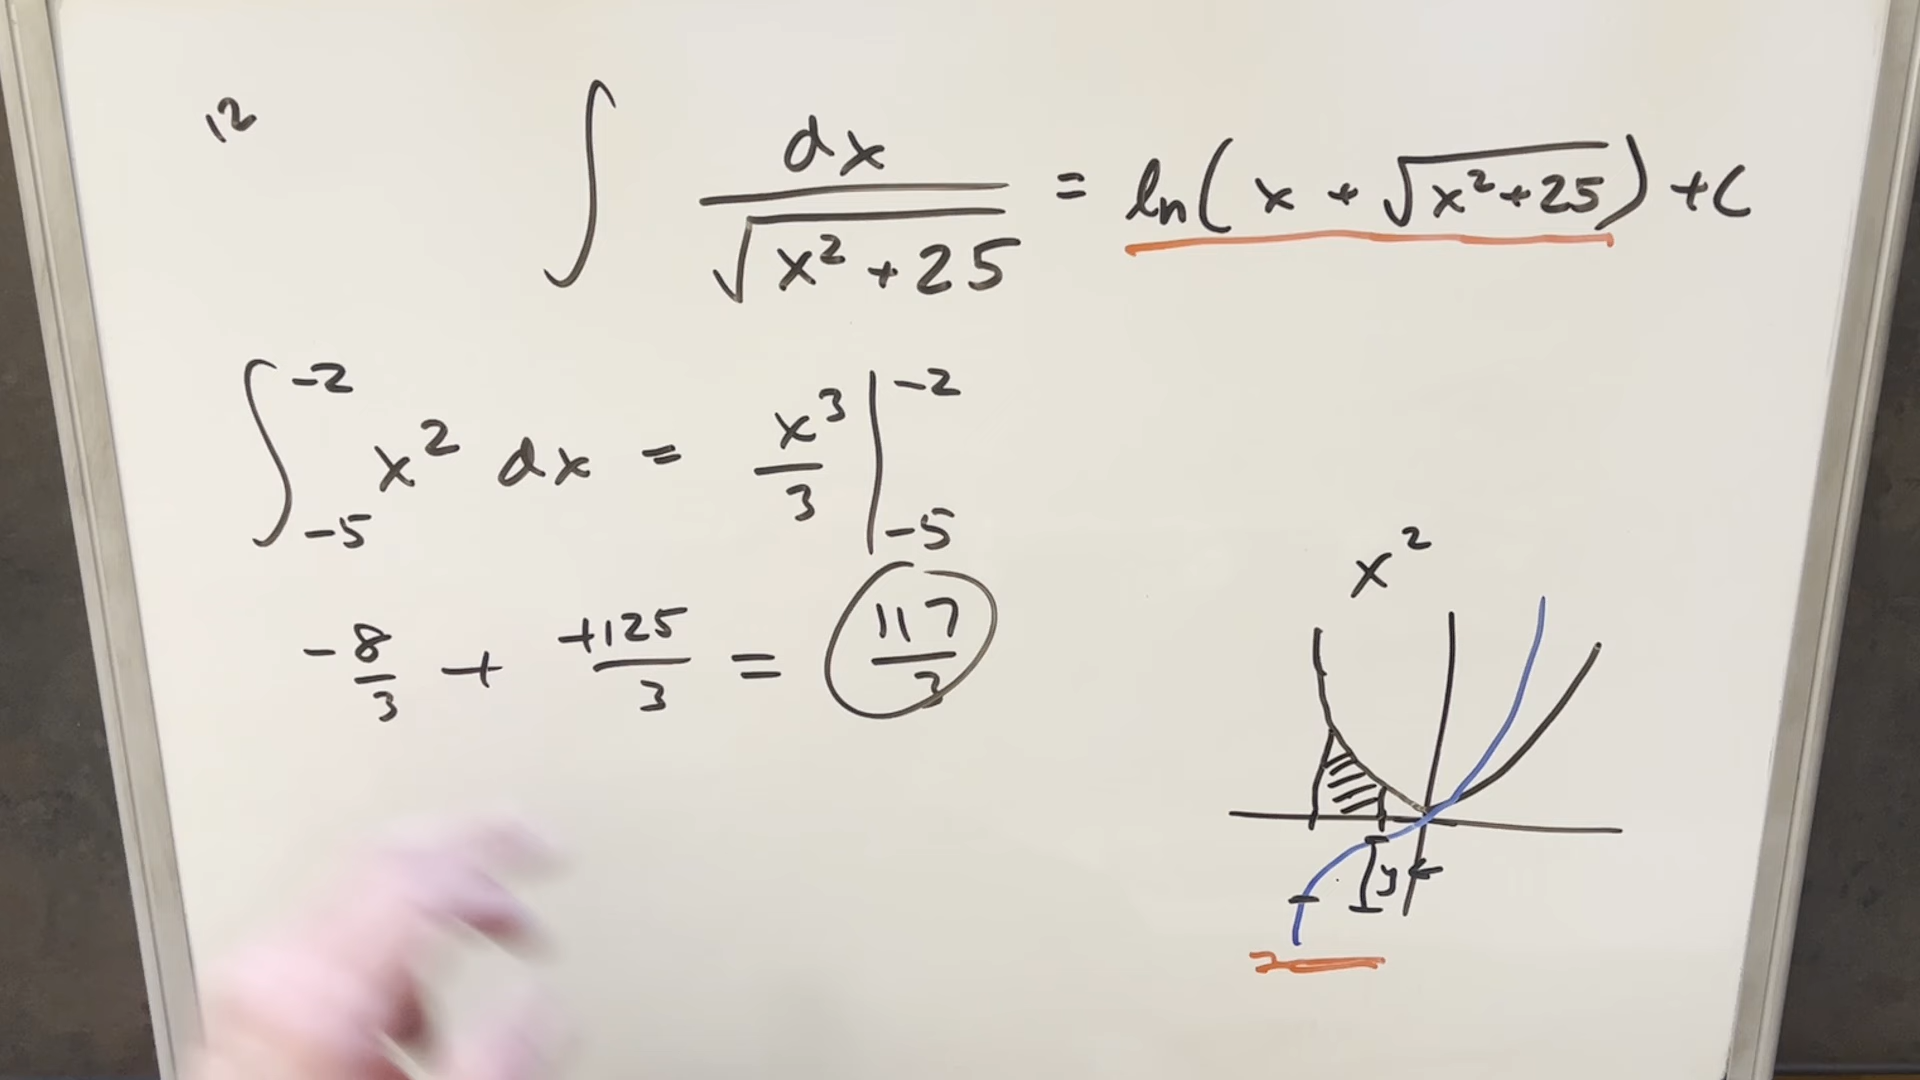 12
∫ dx / √(x² + 25) = ln( x + √(x² + 25) ) + C
∫_{-5}^{-2} x² dx = x³/3 |_{-5}^{-2}
-8/3 + +125/3 = 117/3
x²